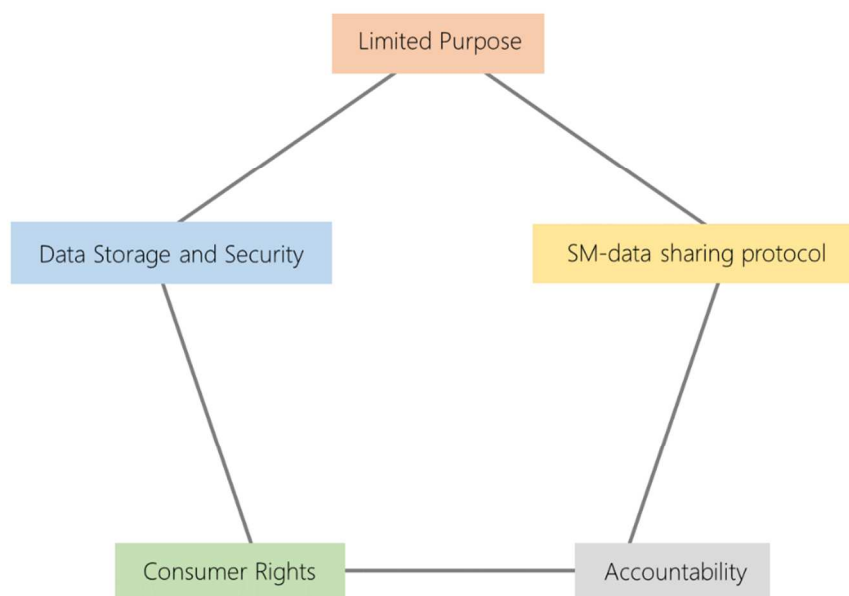 Limited Purpose
Data Storage and Security
SM-data sharing protocol
Consumer Rights
Accountability